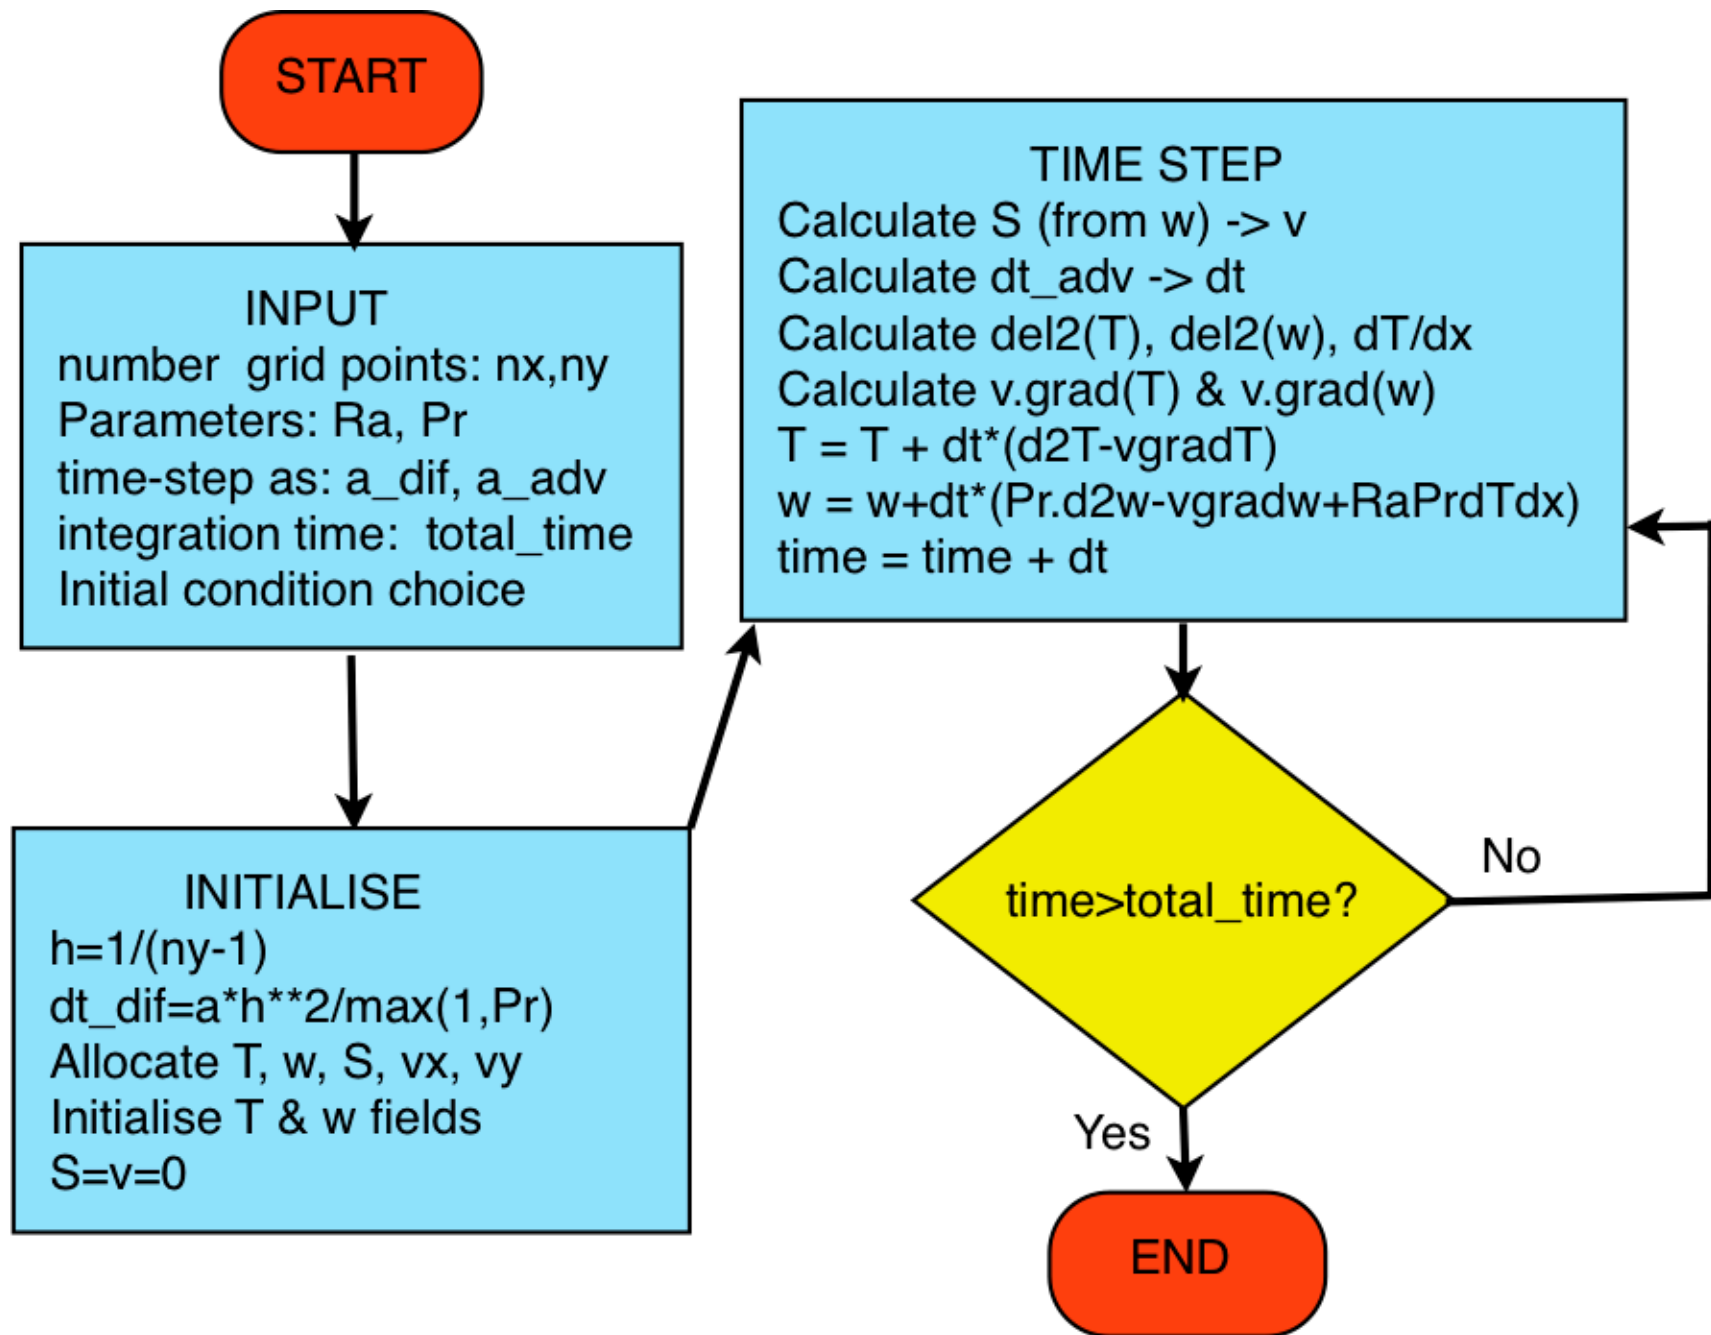 START
INPUT
number grid points: nx,ny
Parameters: Ra, Pr
time-step as: a_dif, a_adv
integration time: total_time
Initial condition choice
INITIALISE
h=1/(ny-1)
dt_dif=a*h**2/max(1,Pr)
Allocate T, w, S, vx, vy
Initialise T & w fields
S=v=0
TIME STEP
Calculate S (from w) -> v
Calculate dt_adv -> dt
Calculate del2(T), del2(w), dT/dx
Calculate v.grad(T) & v.grad(w)
T = T + dt*(d2T-vgradT)
w = w+dt*(Pr.d2w-vgradw+RaPrdTdx)
time = time + dt
time>total_time?
No
Yes
END